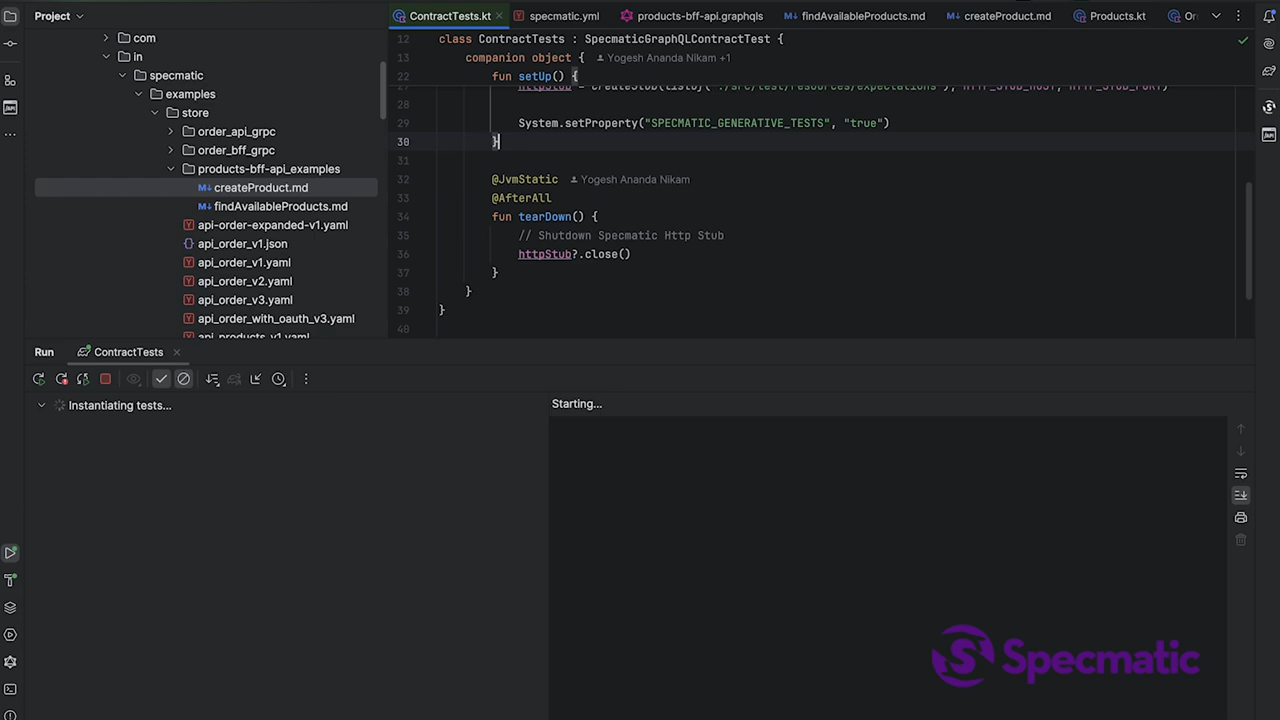 Project
ContractTests.kt
specmatic.yml
products-bff-api.graphqls
findAvailableProducts.md
createProduct.md
Products.kt
com
in
specmatic
examples
store
order_api_grpc
order_bff_grpc
products-bff-api_examples
createProduct.md
findAvailableProducts.md
api-order-expanded-v1.yaml
api_order_v1.json
api_order_v1.yaml
api_order_v2.yaml
api_order_v3.yaml
api_order_with_oauth_v3.yaml
12 class ContractTests : SpecmaticGraphQLContractTest {
13 companion object { Yogesh Ananda Nikam +1
22 fun setUp() {
28
29 System.setProperty("SPECMATIC_GENERATIVE_TESTS", "true")
30 }
31
32 @JvmStatic Yogesh Ananda Nikam
33 @AfterAll
34 fun tearDown() {
35 // Shutdown Specmatic Http Stub
36 httpStub?.close()
37 }
38 }
39 }
40
Run ContractTests
Instantiating tests...
Starting...
Specmatic